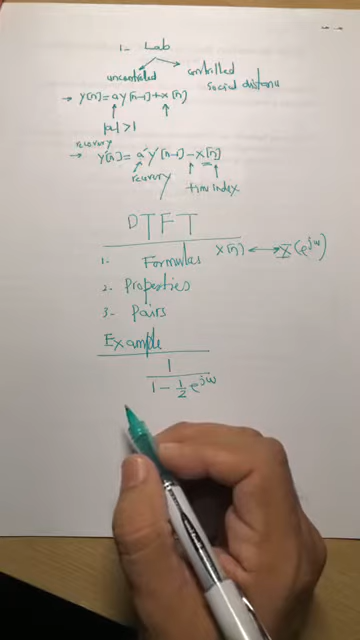 1- Lab
uncontrolled controlled
social distance
→ y[n]=ay[n-1]+x[n]
|a|>1
recovery
→ y'[n]= a'y[n-1]-x[n]
recovery time index
DTFT
1- Formulas x[n] ↔ X(e^jω)
2- Properties
3- Pairs
Example
1
1 - 1/2 e^jω